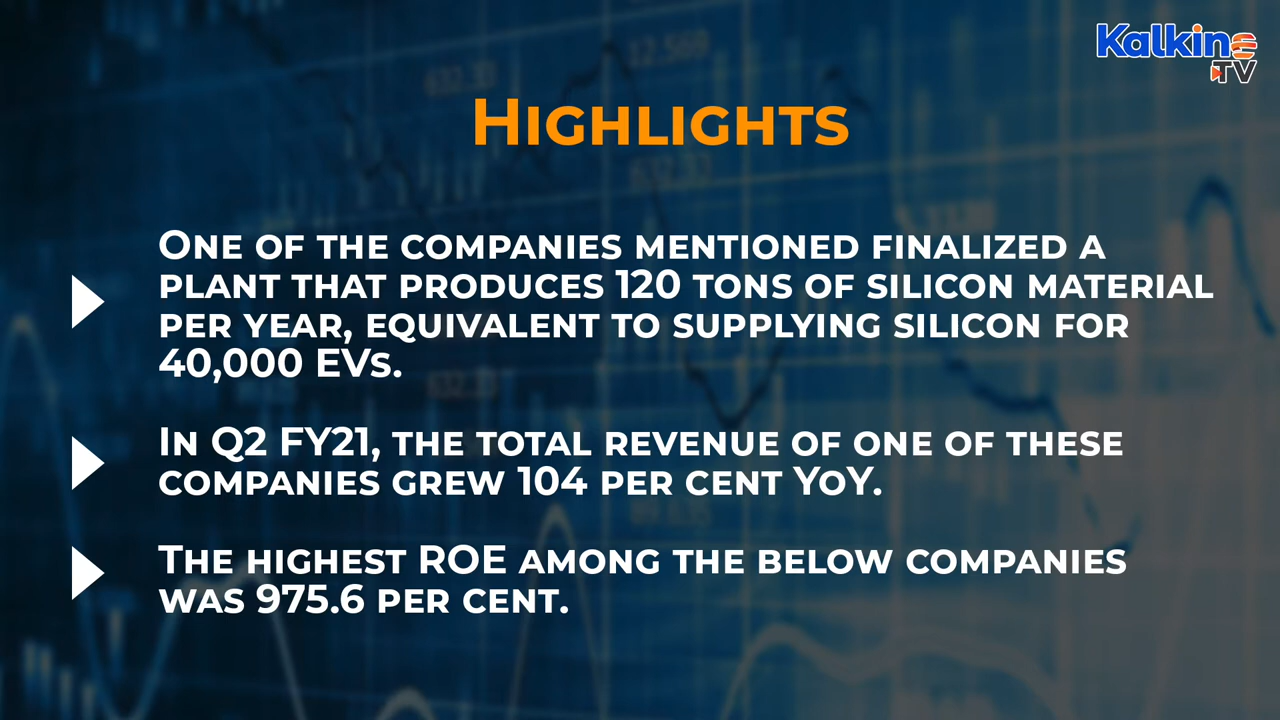 Kalkine
TV
Highlights
One of the companies mentioned finalized a
plant that produces 120 tons of silicon material
per year, equivalent to supplying silicon for
40,000 EVs.
In Q2 FY21, the total revenue of one of these
companies grew 104 per cent YoY.
The highest ROE among the below companies
was 975.6 per cent.